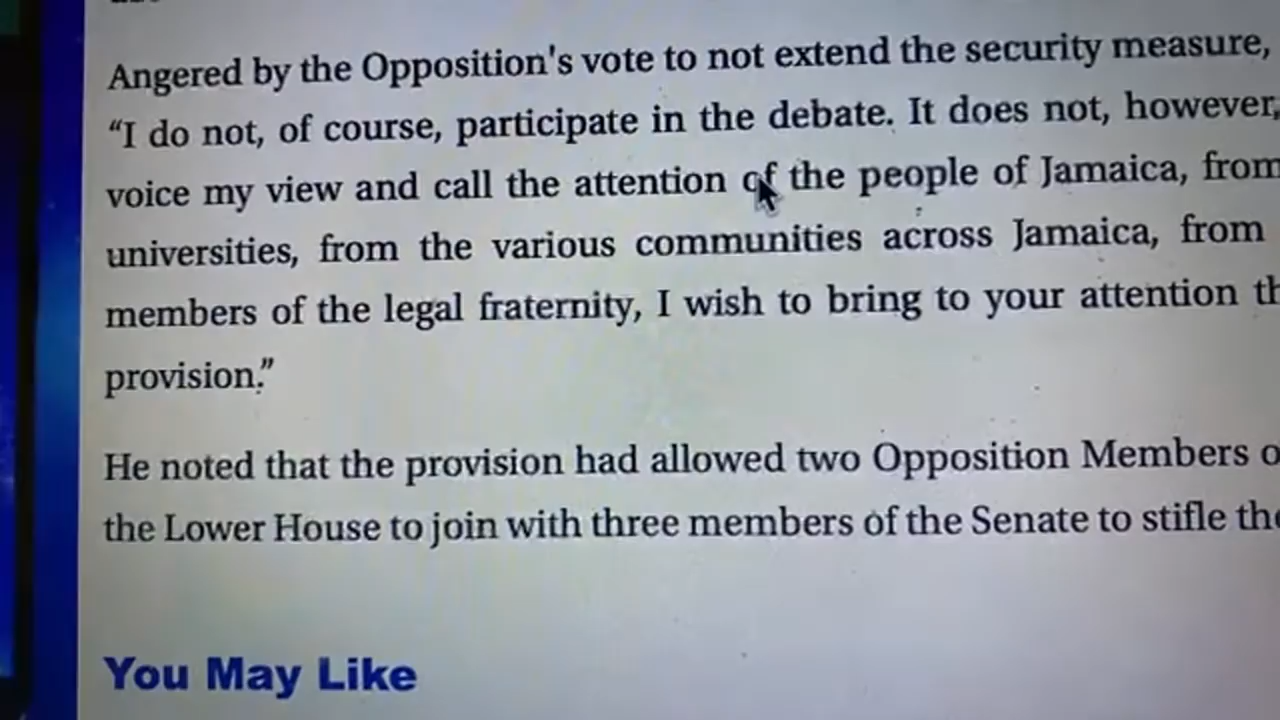 Angered by the Opposition's vote to not extend the security measure,
“I do not, of course, participate in the debate. It does not, however,
voice my view and call the attention of the people of Jamaica, from
universities, from the various communities across Jamaica, from
members of the legal fraternity, I wish to bring to your attention
provision.”
He noted that the provision had allowed two Opposition Members
the Lower House to join with three members of the Senate to stifle the
You May Like